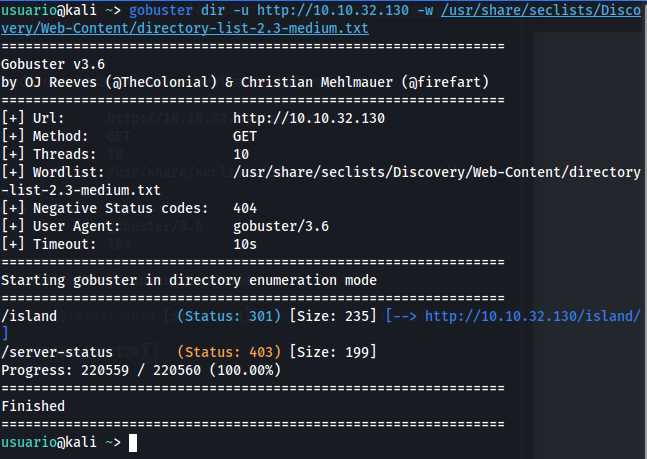 usuario@kali ~> gobuster dir -u http://10.10.32.130 -w /usr/share/seclists/Disco
very/Web-Content/directory-list-2.3-medium.txt
===============================================================
Gobuster v3.6
by OJ Reeves (@TheColonial) & Christian Mehlmauer (@firefart)
===============================================================
[+] Url:                     http://10.10.32.130
[+] Method:                  GET
[+] Threads:                 10
[+] Wordlist:                /usr/share/seclists/Discovery/Web-Content/directory
-list-2.3-medium.txt
[+] Negative Status codes:   404
[+] User Agent:              gobuster/3.6
[+] Timeout:                 10s
===============================================================
Starting gobuster in directory enumeration mode
===============================================================
/island               (Status: 301) [Size: 235] [--> http://10.10.32.130/island/
]
/server-status        (Status: 403) [Size: 199]
Progress: 220559 / 220560 (100.00%)
===============================================================
Finished
===============================================================
usuario@kali ~>